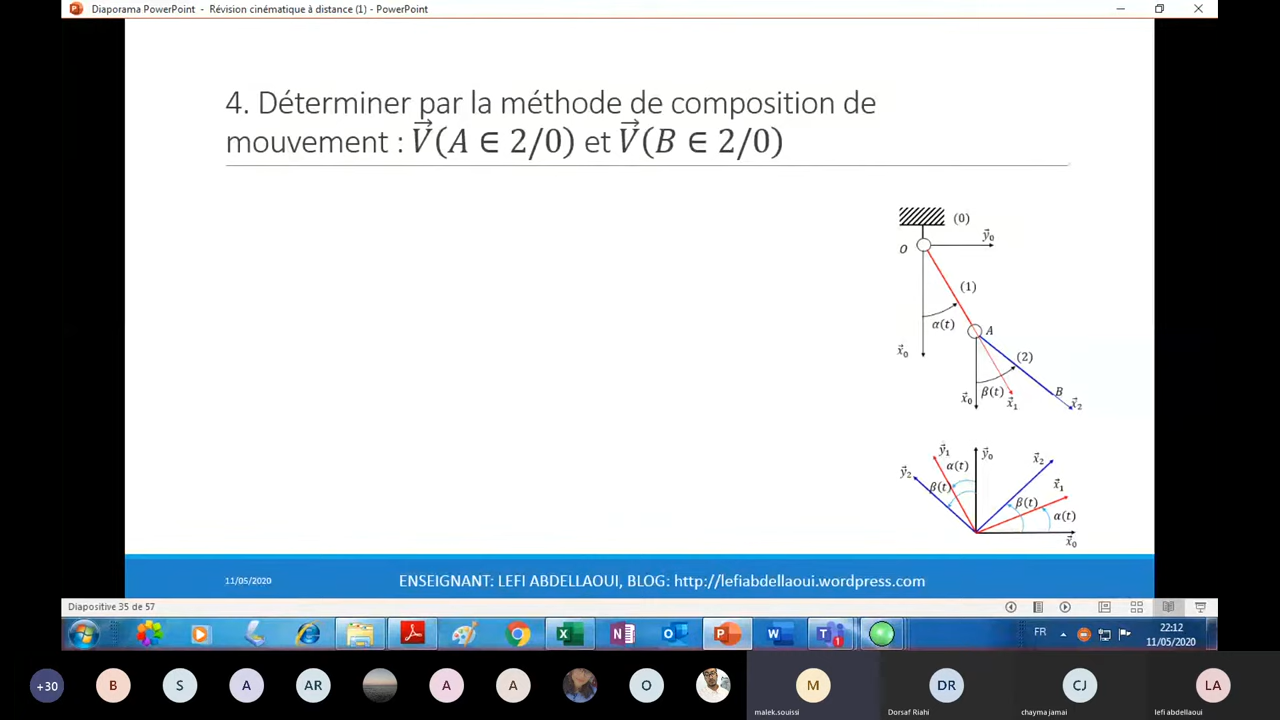 Diaporama PowerPoint - Révision cinématique à distance (1) - PowerPoint
4. Déterminer par la méthode de composition de
mouvement : V⃗(A ∈ 2/0) et V⃗(B ∈ 2/0)
(0)
y⃗0
O
(1)
α(t)
A
x⃗0
(2)
β(t)
B
x⃗0
x⃗1
x⃗2
y⃗1
y⃗0
α(t)
x⃗2
y⃗2
β(t)
x⃗1
β(t)
α(t)
x⃗0
11/05/2020
ENSEIGNANT: LEFI ABDELLAOUI, BLOG: http://lefiabdellaoui.wordpress.com
Diapositive 35 de 57
FR
22:12
11/05/2020
+30
B
S
A
AR
A
A
O
M
DR
CJ
LA
malek.souissi
Dorsaf Riahi
chayma jamai
lefi abdellaoui